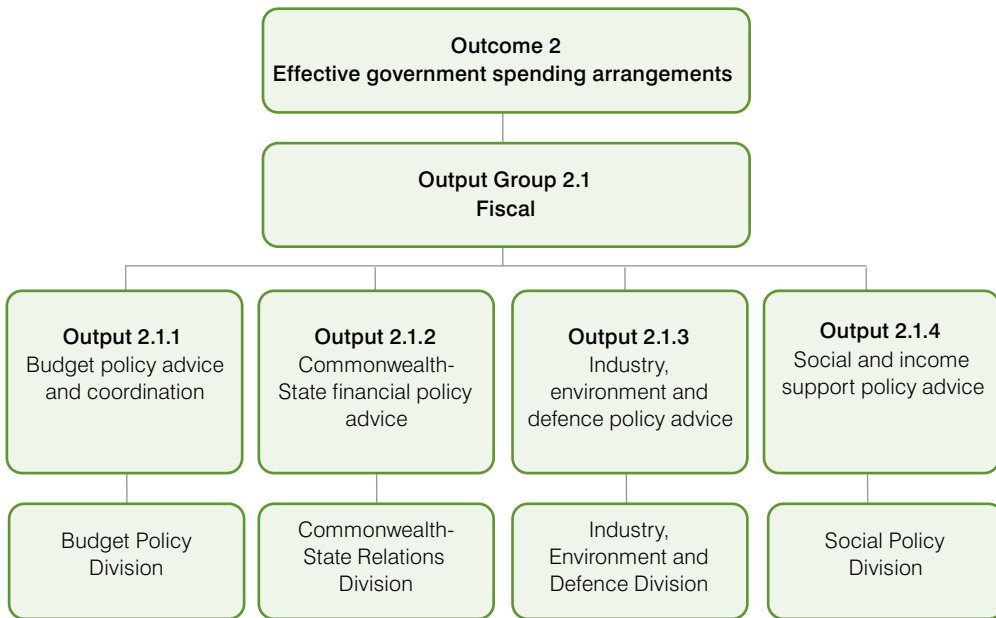 Outcome 2
Effective government spending arrangements
Output Group 2.1
Fiscal
Output 2.1.1
Budget policy advice
and coordination
Output 2.1.2
Commonwealth-
State financial policy
advice
Output 2.1.3
Industry,
environment and
defence policy advice
Output 2.1.4
Social and income
support policy advice
Budget Policy
Division
Commonwealth-
State Relations
Division
Industry,
Environment and
Defence Division
Social Policy
Division